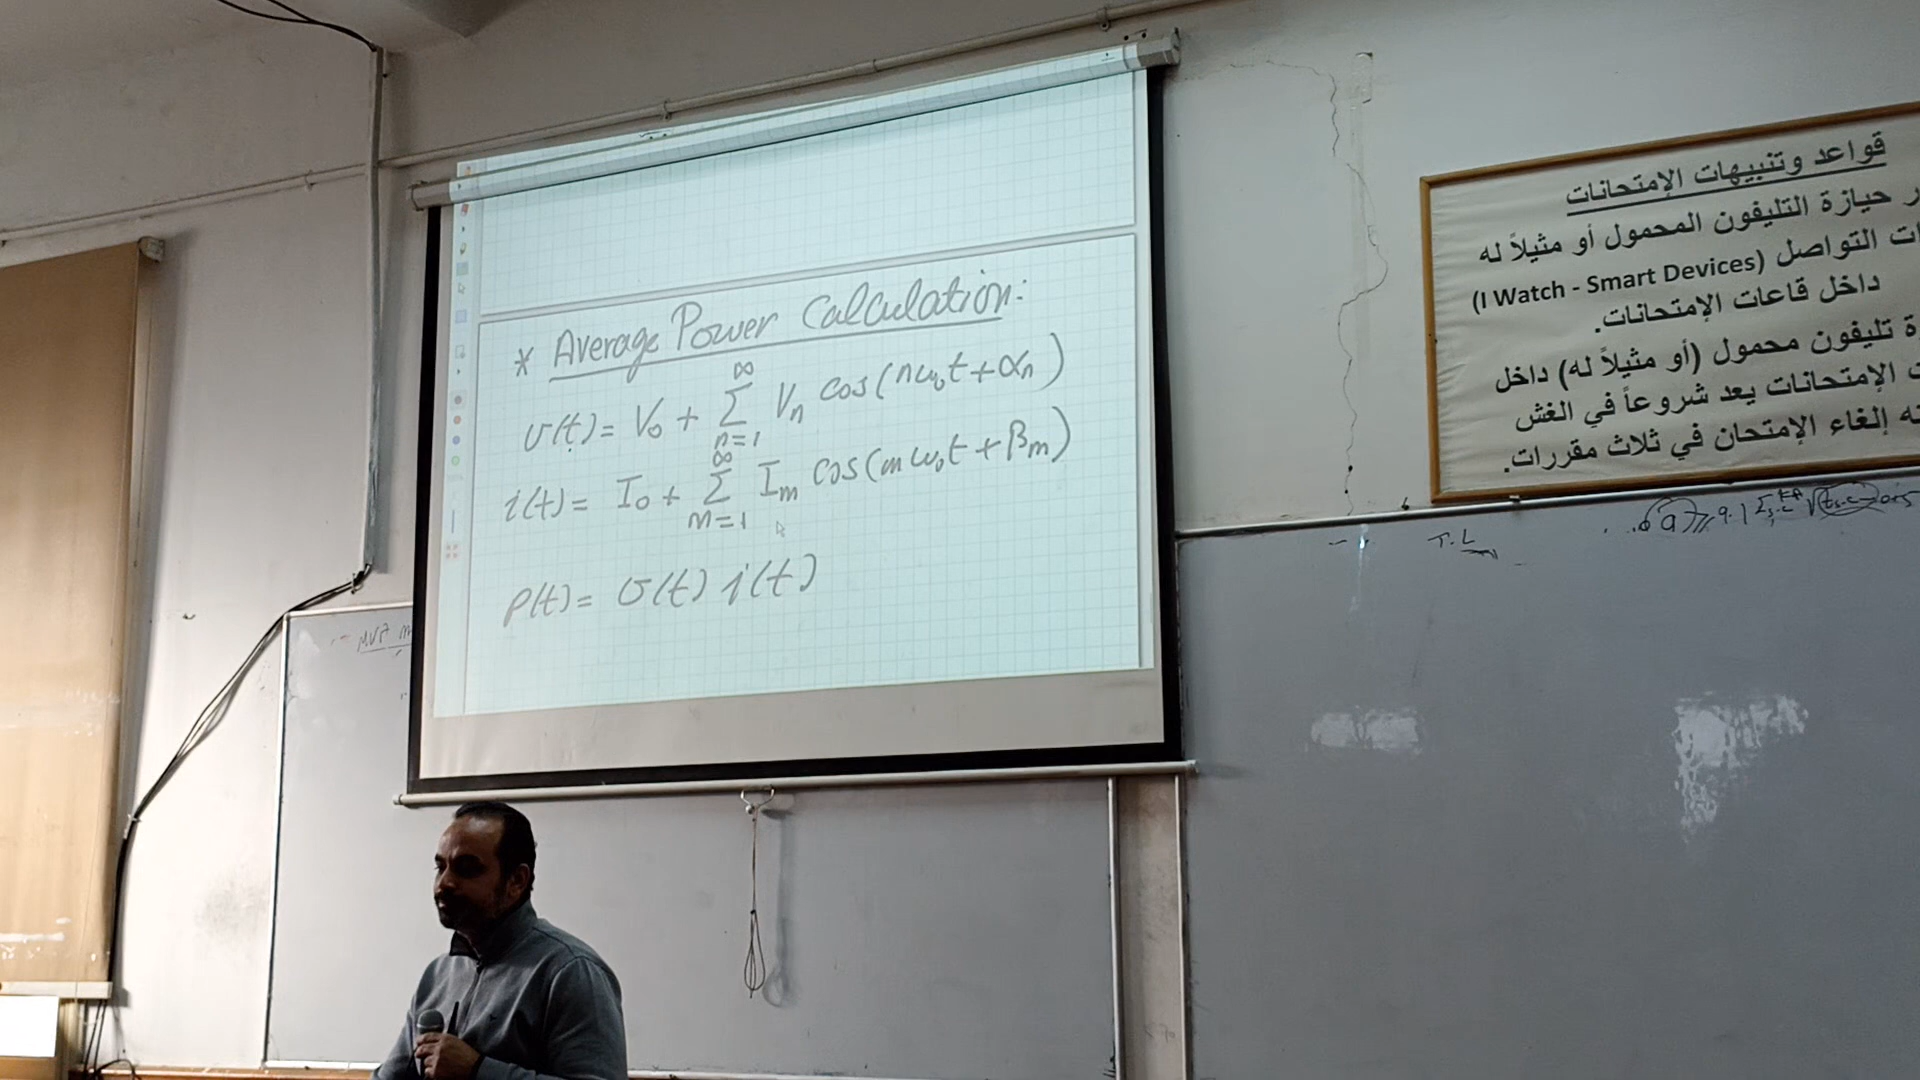 * Average Power Calculation:
v(t) = V₀ + ∞ Σ n=1 Vₙ cos(nω₀t + αₙ)
i(t) = I₀ + ∞ Σ m=1 Iₘ cos(mω₀t + βₘ)
p(t) = v(t) i(t)
قواعد وتنبيهات الإمتحانات
حيازة التليفون المحمول أو مثيلاً له
التواصل (I Watch - Smart Devices)
داخل قاعات الإمتحانات.
تليفون محمول (أو مثيلاً له) داخل
الإمتحانات يعد شروعاً في الغش
إلغاء الإمتحان في ثلاث مقررات.
T.L